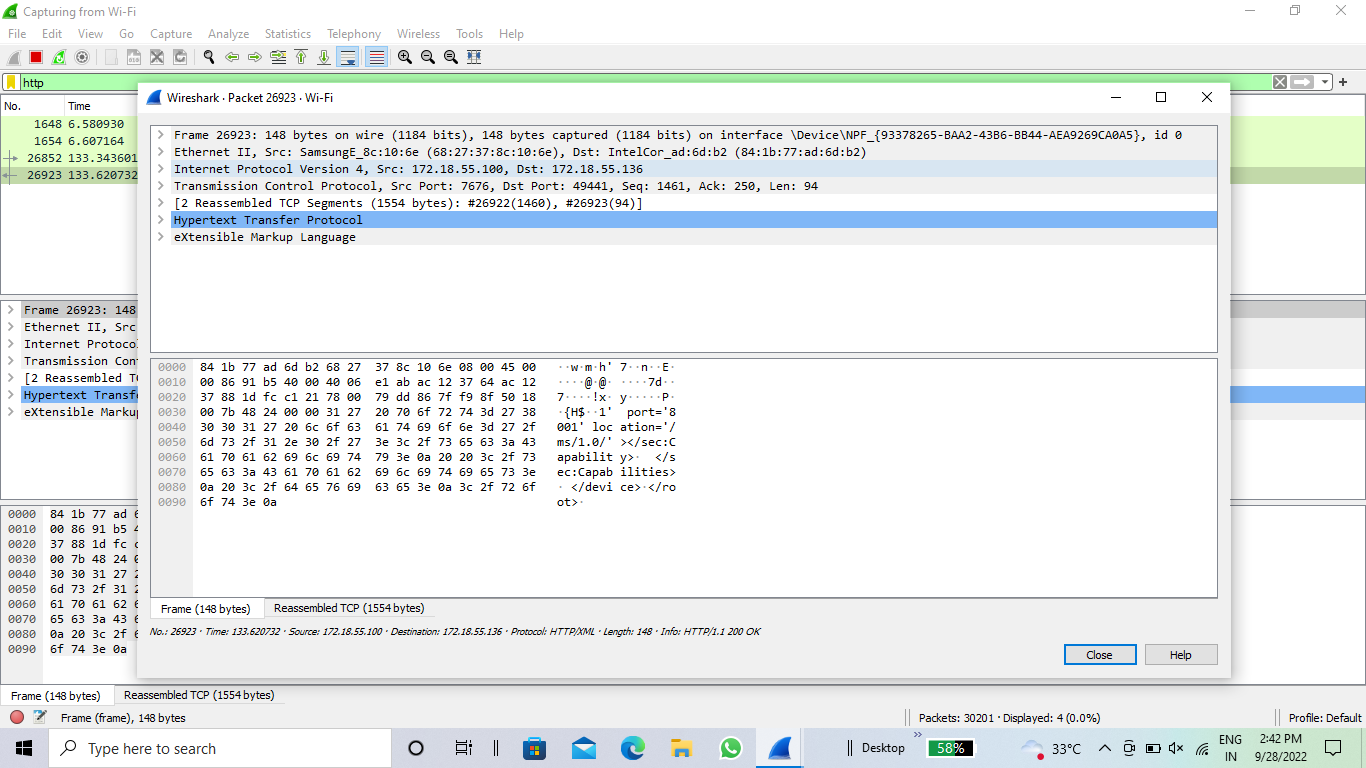 Capturing from Wi-Fi
File Edit View Go Capture Analyze Statistics Telephony Wireless Tools Help
http
No. Time
1648 6.580930
1654 6.607164
26852 133.343601
26923 133.620732
Wireshark · Packet 26923 · Wi-Fi
Frame 26923: 148 bytes on wire (1184 bits), 148 bytes captured (1184 bits) on interface \Device\NPF_{93378265-BAA2-43B6-BB44-AEA9269CA0A5}, id 0
Ethernet II, Src: SamsungE_8c:10:6e (68:27:37:8c:10:6e), Dst: IntelCor_ad:6d:b2 (84:1b:77:ad:6d:b2)
Internet Protocol Version 4, Src: 172.18.55.100, Dst: 172.18.55.136
Transmission Control Protocol, Src Port: 7676, Dst Port: 49441, Seq: 1461, Ack: 250, Len: 94
[2 Reassembled TCP Segments (1554 bytes): #26922(1460), #26923(94)]
Hypertext Transfer Protocol
eXtensible Markup Language
0000 84 1b 77 ad 6d b2 68 27 37 8c 10 6e 08 00 45 00 ··w·m·h' 7··n··E·
0010 00 86 91 b5 40 00 40 06 e1 ab ac 12 37 64 ac 12 ····@·@· ····7d··
0020 37 88 1d fc c1 21 78 00 79 dd 86 7f f9 8f 50 18 7····!x· y·····P·
0030 00 7b 48 24 00 00 31 27 20 70 6f 72 74 3d 27 38 ·{H$··1' port='8
0040 30 30 31 27 20 6c 6f 63 61 74 69 6f 6e 3d 27 2f 001' loc ation='/
0050 6d 73 2f 31 2e 30 2f 27 3e 3c 2f 73 65 63 3a 43 ms/1.0/' ></sec:C
0060 61 70 61 62 69 6c 69 74 79 3e 0a 20 20 3c 2f 73 apabilit y>· </s
0070 65 63 3a 43 61 70 61 62 69 6c 69 74 69 65 73 3e ec:Capab ilities>
0080 0a 20 3c 2f 64 65 76 69 63 65 3e 0a 3c 2f 72 6f · </devi ce>·</ro
0090 6f 74 3e 0a ot>·
Frame (148 bytes) Reassembled TCP (1554 bytes)
No.: 26923 · Time: 133.620732 · Source: 172.18.55.100 · Destination: 172.18.55.136 · Protocol: HTTP/XML · Length: 148 · Info: HTTP/1.1 200 OK
Close Help
Frame 26923: 148
Ethernet II, Src
Internet Protoco
Transmission Con
[2 Reassembled T
Hypertext Transf
eXtensible Marku
0000 84 1b 77 ad
0010 00 86 91 b5
0020 37 88 1d fc
0030 00 7b 48 24
0040 30 30 31 27
0050 6d 73 2f 31
0060 61 70 61 62
0070 65 63 3a 43
0080 0a 20 3c 2f
0090 6f 74 3e 0a
Frame (148 bytes) Reassembled TCP (1554 bytes)
Frame (frame), 148 bytes
Packets: 30201 · Displayed: 4 (0.0%)
Profile: Default
Type here to search
Desktop
58%
33°C
ENG
IN
2:42 PM
9/28/2022